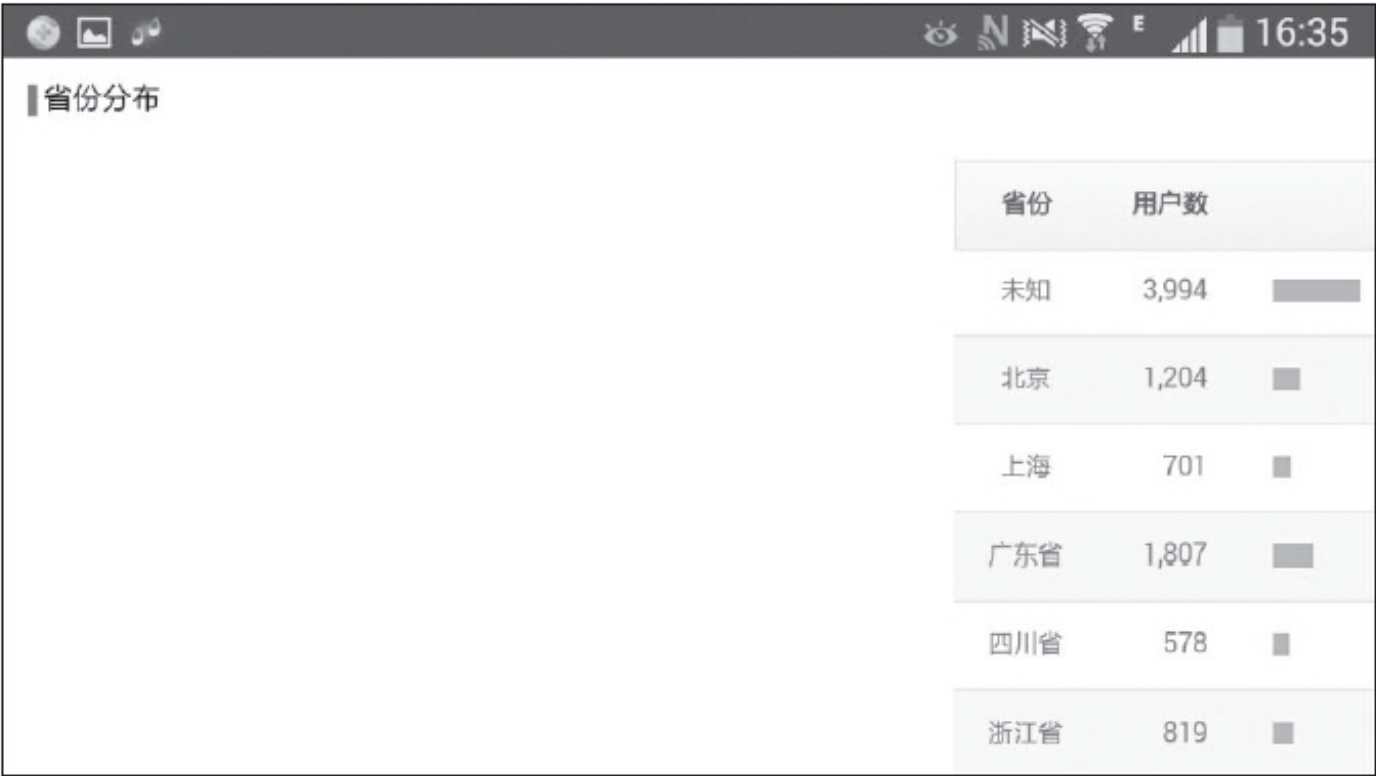 E 16:35
省份分布
省份 用户数
未知 3,994
北京 1,204
上海 701
广东省 1,807
四川省 578
浙江省 819